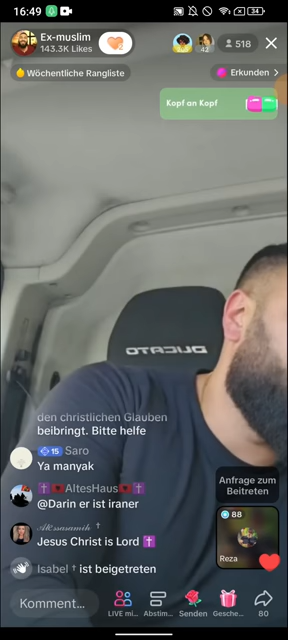 16:49
34
Ex-muslim
143.3K Likes
42
518
Wöchentliche Rangliste
Erkunden >
Kopf an Kopf
DUCATO
den christlichen Glauben
beibringt. Bitte helfe
15 Saro
Ya manyak
AltesHaus
@Darin er ist iraner
Jesus Christ is Lord
Isabel † ist beigetreten
Anfrage zum
Beitreten
88
Reza
Komment...
LIVE mi...
Abstim...
Senden
Gesche...
80